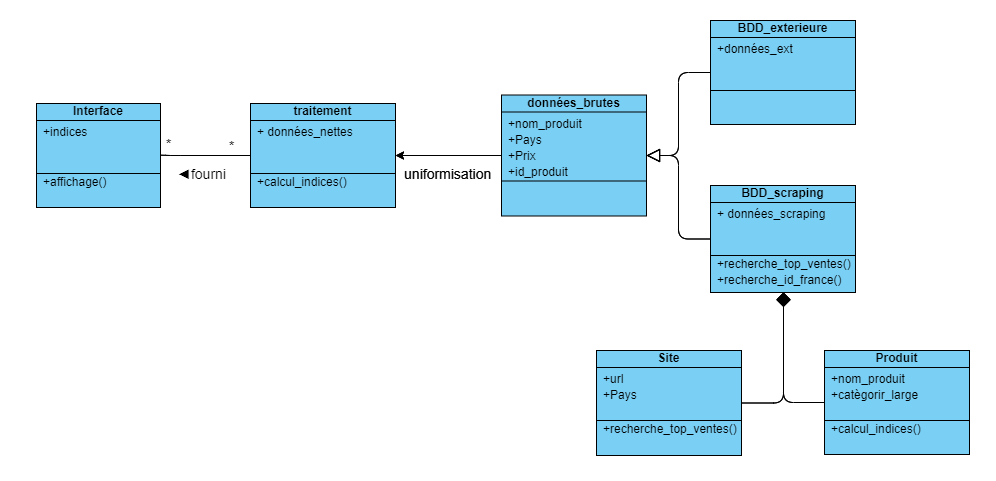 BDD_exterieure
+données_ext
Interface
+indices
+affichage()
*
*
◄fourni
traitement
+ données_nettes
+calcul_indices()
uniformisation
données_brutes
+nom_produit
+Pays
+Prix
+id_produit
BDD_scraping
+ données_scraping
+recherche_top_ventes()
+recherche_id_france()
Site
+url
+Pays
+recherche_top_ventes()
Produit
+nom_produit
+catègorir_large
+calcul_indices()